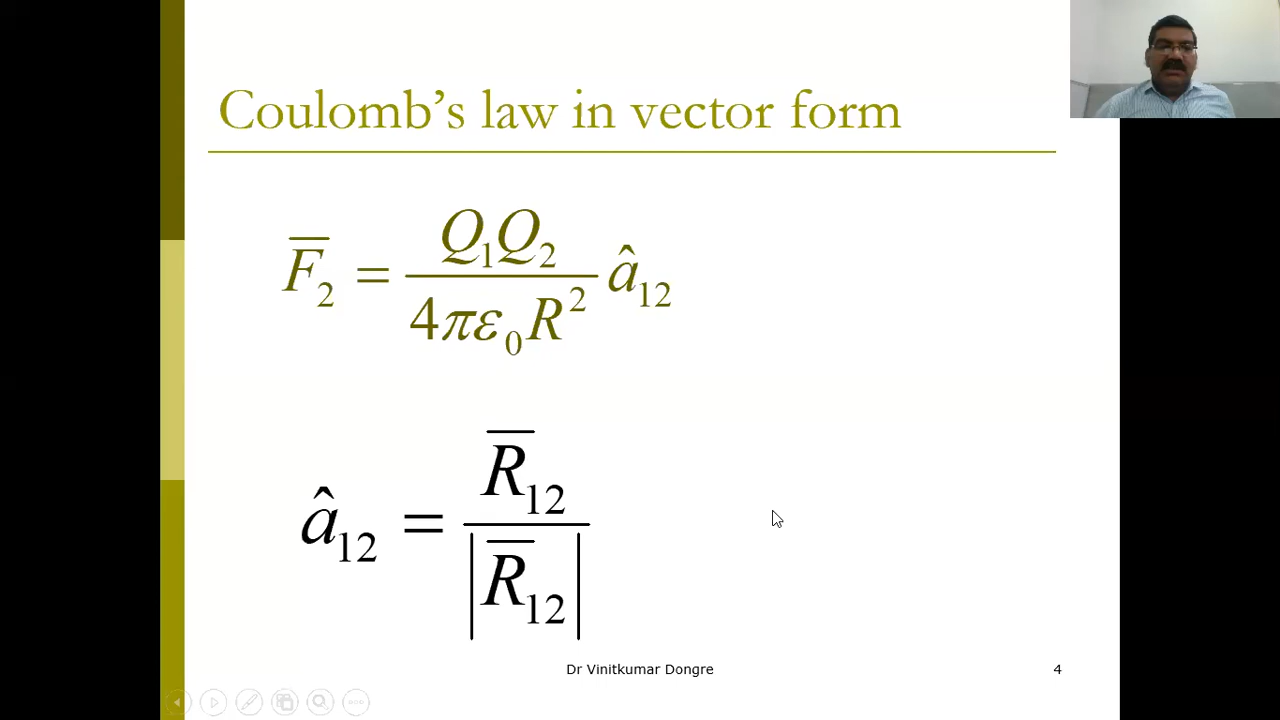 Coulomb's law in vector form
F̅₂ = Q₁Q₂ / 4πε₀R² â₁₂
â₁₂ = R̅₁₂ / |R̅₁₂|
Dr Vinitkumar Dongre
4